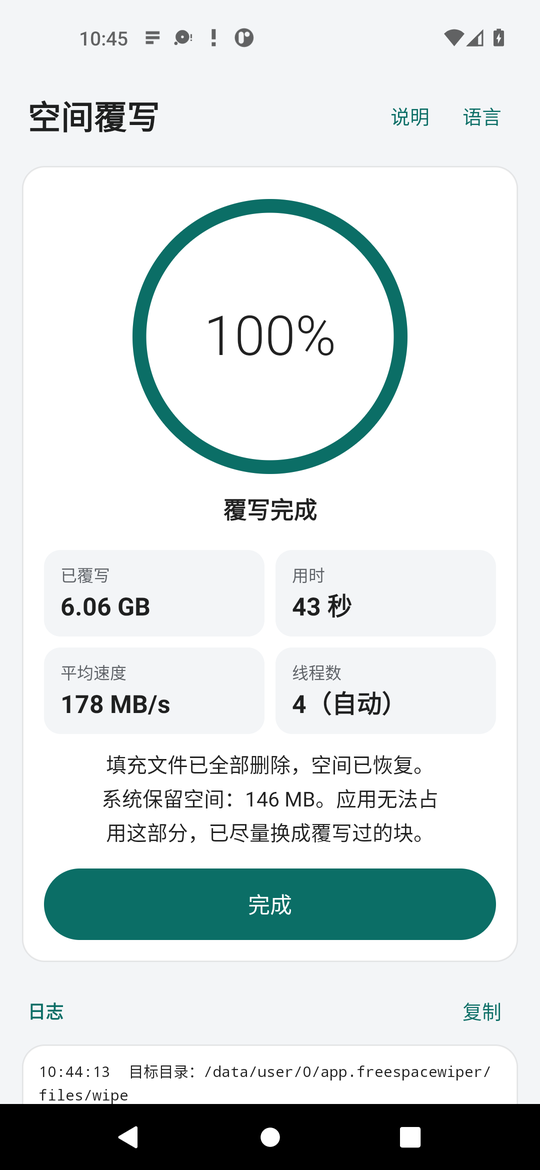 10:45
空间覆写
说明
语言
100%
覆写完成
已覆写
6.06 GB
用时
43 秒
平均速度
178 MB/s
线程数
4（自动）
填充文件已全部删除，空间已恢复。
系统保留空间：146 MB。应用无法占
用这部分，已尽量换成覆写过的块。
完成
日志
复制
10:44:13  目标目录：/data/user/0/app.freespacewiper/
files/wipe